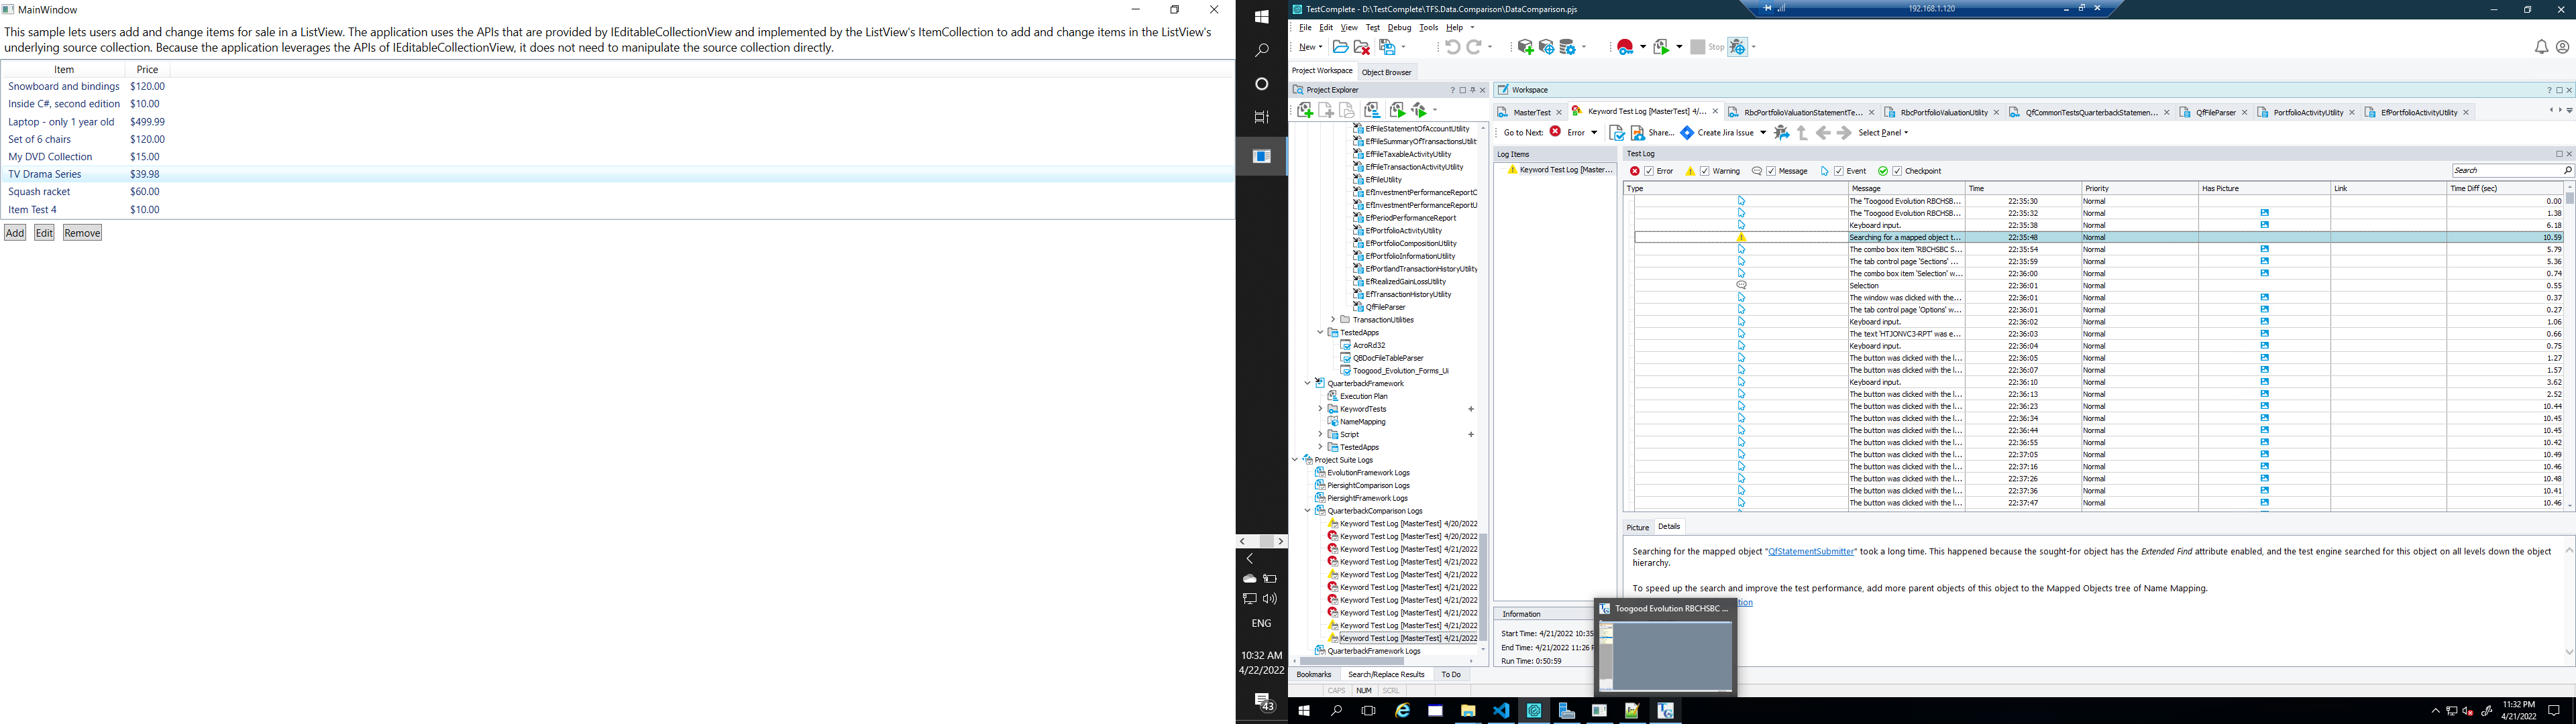 MainWindow
This sample lets users add and change items for sale in a ListView. The application uses the APIs that are provided by IEditableCollectionView and implemented by the ListView's ItemCollection to add and change items in the ListView's
underlying source collection. Because the application leverages the APIs of IEditableCollectionView, it does not need to manipulate the source collection directly.
Item Price
Snowboard and bindings $120.00
Inside C#, second edition $10.00
Laptop - only 1 year old $499.99
Set of 6 chairs $120.00
My DVD Collection $15.00
TV Drama Series $39.98
Squash racket $60.00
Item Test 4 $10.00
Add Edit Remove
ENG
10:32 AM
4/22/2022
43
TestComplete - D:\TestComplete\TFS.Data.Comparison\DataComparison.pjs
192.168.1.120
File Edit View Test Debug Tools Help
New
Stop
Project Workspace Object Browser
Project Explorer
EfFileStatementOfAccountUtility
EfFileSummaryOfTransactionsUtilit
EfFileTaxableActivityUtility
EfFileTransactionActivityUtility
EfFileUtility
EfInvestmentPerformanceReportC
EfInvestmentPerformanceReportU
EfPeriodPerformanceReport
EfPortfolioActivityUtility
EfPortfolioCompositionUtility
EfPortfolioInformationUtility
EfPortlandTransactionHistoryUtility
EfRealizedGainLossUtility
EfTransactionHistoryUtility
QfFileParser
TransactionUtilities
TestedApps
AcroRd32
QBDocFileTableParser
Toogood_Evolution_Forms_Ui
QuarterbackFramework
Execution Plan
KeywordTests
NameMapping
Script
TestedApps
Project Suite Logs
EvolutionFramework Logs
PiersightComparison Logs
PiersightFramework Logs
QuarterbackComparison Logs
Keyword Test Log [MasterTest] 4/20/2022
Keyword Test Log [MasterTest] 4/20/2022
Keyword Test Log [MasterTest] 4/21/2022
Keyword Test Log [MasterTest] 4/21/2022
Keyword Test Log [MasterTest] 4/21/2022
Keyword Test Log [MasterTest] 4/21/2022
Keyword Test Log [MasterTest] 4/21/2022
Keyword Test Log [MasterTest] 4/21/2022
Keyword Test Log [MasterTest] 4/21/2022
Keyword Test Log [MasterTest] 4/21/2022
QuarterbackFramework Logs
Bookmarks Search/Replace Results To Do
CAPS NUM SCRL
Workspace
MasterTest Keyword Test Log [MasterTest] 4/... RbcPortfolioValuationStatementTe... RbcPortfolioValuationUtility QfCommonTestsQuarterbackStatemen... QfFileParser PortfolioActivityUtility EfPortfolioActivityUtility
Go to Next: Error Share... Create Jira Issue Select Panel
Log Items
Keyword Test Log [Master...
Test Log
Error Warning Message Event Checkpoint Search
Type Message Time Priority Has Picture Link Time Diff (sec)
The 'Toogood Evolution RBCHSB... 22:35:30 Normal 0.00
The 'Toogood Evolution RBCHSB... 22:35:32 Normal 1.38
Keyboard input. 22:35:38 Normal 6.18
Searching for a mapped object t... 22:35:48 Normal 10.59
The combo box item 'RBCHSBC S... 22:35:54 Normal 5.79
The tab control page 'Sections' ... 22:35:59 Normal 5.36
The combo box item 'Selection' w... 22:36:00 Normal 0.74
Selection 22:36:01 Normal 0.55
The window was clicked with the... 22:36:01 Normal 0.37
The tab control page 'Options' w... 22:36:01 Normal 0.27
Keyboard input. 22:36:02 Normal 1.06
The text 'HTJONVC3-RPT' was e... 22:36:03 Normal 0.66
Keyboard input. 22:36:04 Normal 0.75
The button was clicked with the l... 22:36:05 Normal 1.27
The button was clicked with the l... 22:36:07 Normal 1.57
Keyboard input. 22:36:10 Normal 3.62
The button was clicked with the l... 22:36:13 Normal 2.52
The button was clicked with the l... 22:36:23 Normal 10.44
The button was clicked with the l... 22:36:34 Normal 10.45
The button was clicked with the l... 22:36:44 Normal 10.45
The button was clicked with the l... 22:36:55 Normal 10.42
The button was clicked with the l... 22:37:05 Normal 10.49
The button was clicked with the l... 22:37:16 Normal 10.46
The button was clicked with the l... 22:37:26 Normal 10.48
The button was clicked with the l... 22:37:36 Normal 10.41
The button was clicked with the l... 22:37:47 Normal 10.46
Picture Details
Searching for the mapped object "QfStatementSubmitter" took a long time. This happened because the sought-for object has the Extended Find attribute enabled, and the test engine searched for this object on all levels down the object
hierarchy.
To speed up the search and improve the test performance, add more parent objects of this object to the Mapped Objects tree of Name Mapping.
Information
Start Time: 4/21/2022 10:35
End Time: 4/21/2022 11:26
Run Time: 0:50:59
Toogood Evolution RBCHSBC ...
11:32 PM
4/21/2022